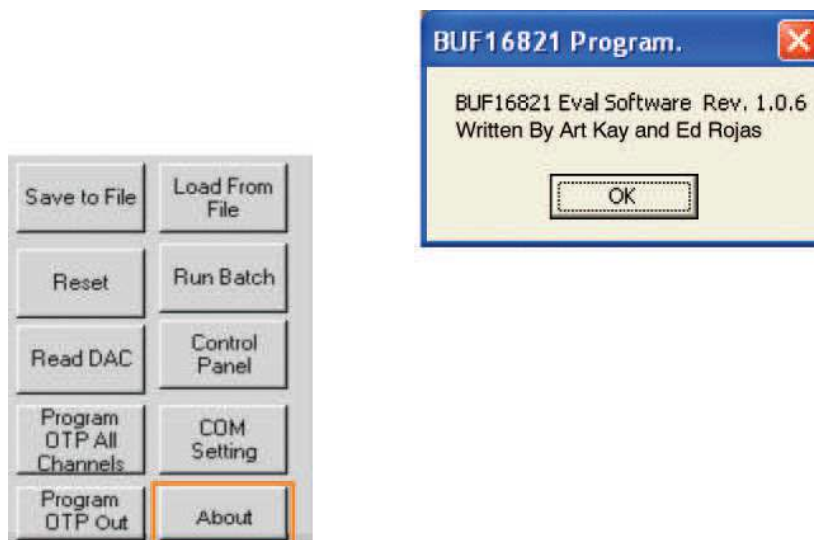 BUF16821 Program.
BUF16821 Eval Software Rev. 1.0.6
Written By Art Kay and Ed Rojas
OK
Save to File
Load From
File
Reset
Run Batch
Read DAC
Control
Panel
Program
OTP All
Channels
COM
Setting
Program
OTP Out
About